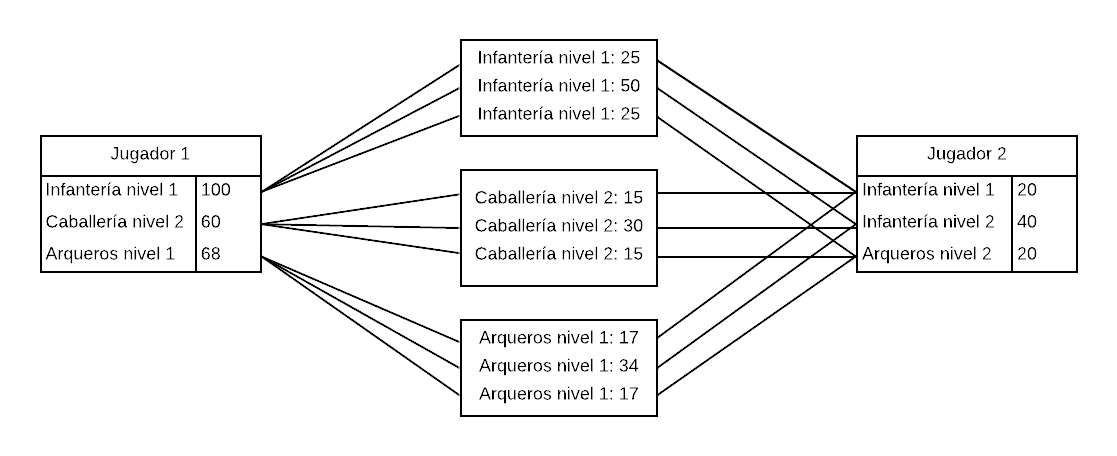 Jugador 1
Infantería nivel 1 100
Caballería nivel 2 60
Arqueros nivel 1 68
Infantería nivel 1: 25
Infantería nivel 1: 50
Infantería nivel 1: 25
Caballería nivel 2: 15
Caballería nivel 2: 30
Caballería nivel 2: 15
Arqueros nivel 1: 17
Arqueros nivel 1: 34
Arqueros nivel 1: 17
Jugador 2
Infantería nivel 1 20
Infantería nivel 2 40
Arqueros nivel 2 20